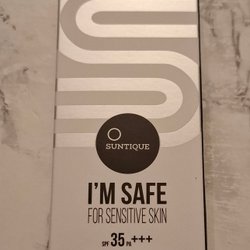 SUNTIQUE
I'M SAFE
FOR SENSITIVE SKIN
SPF 35 PA +++